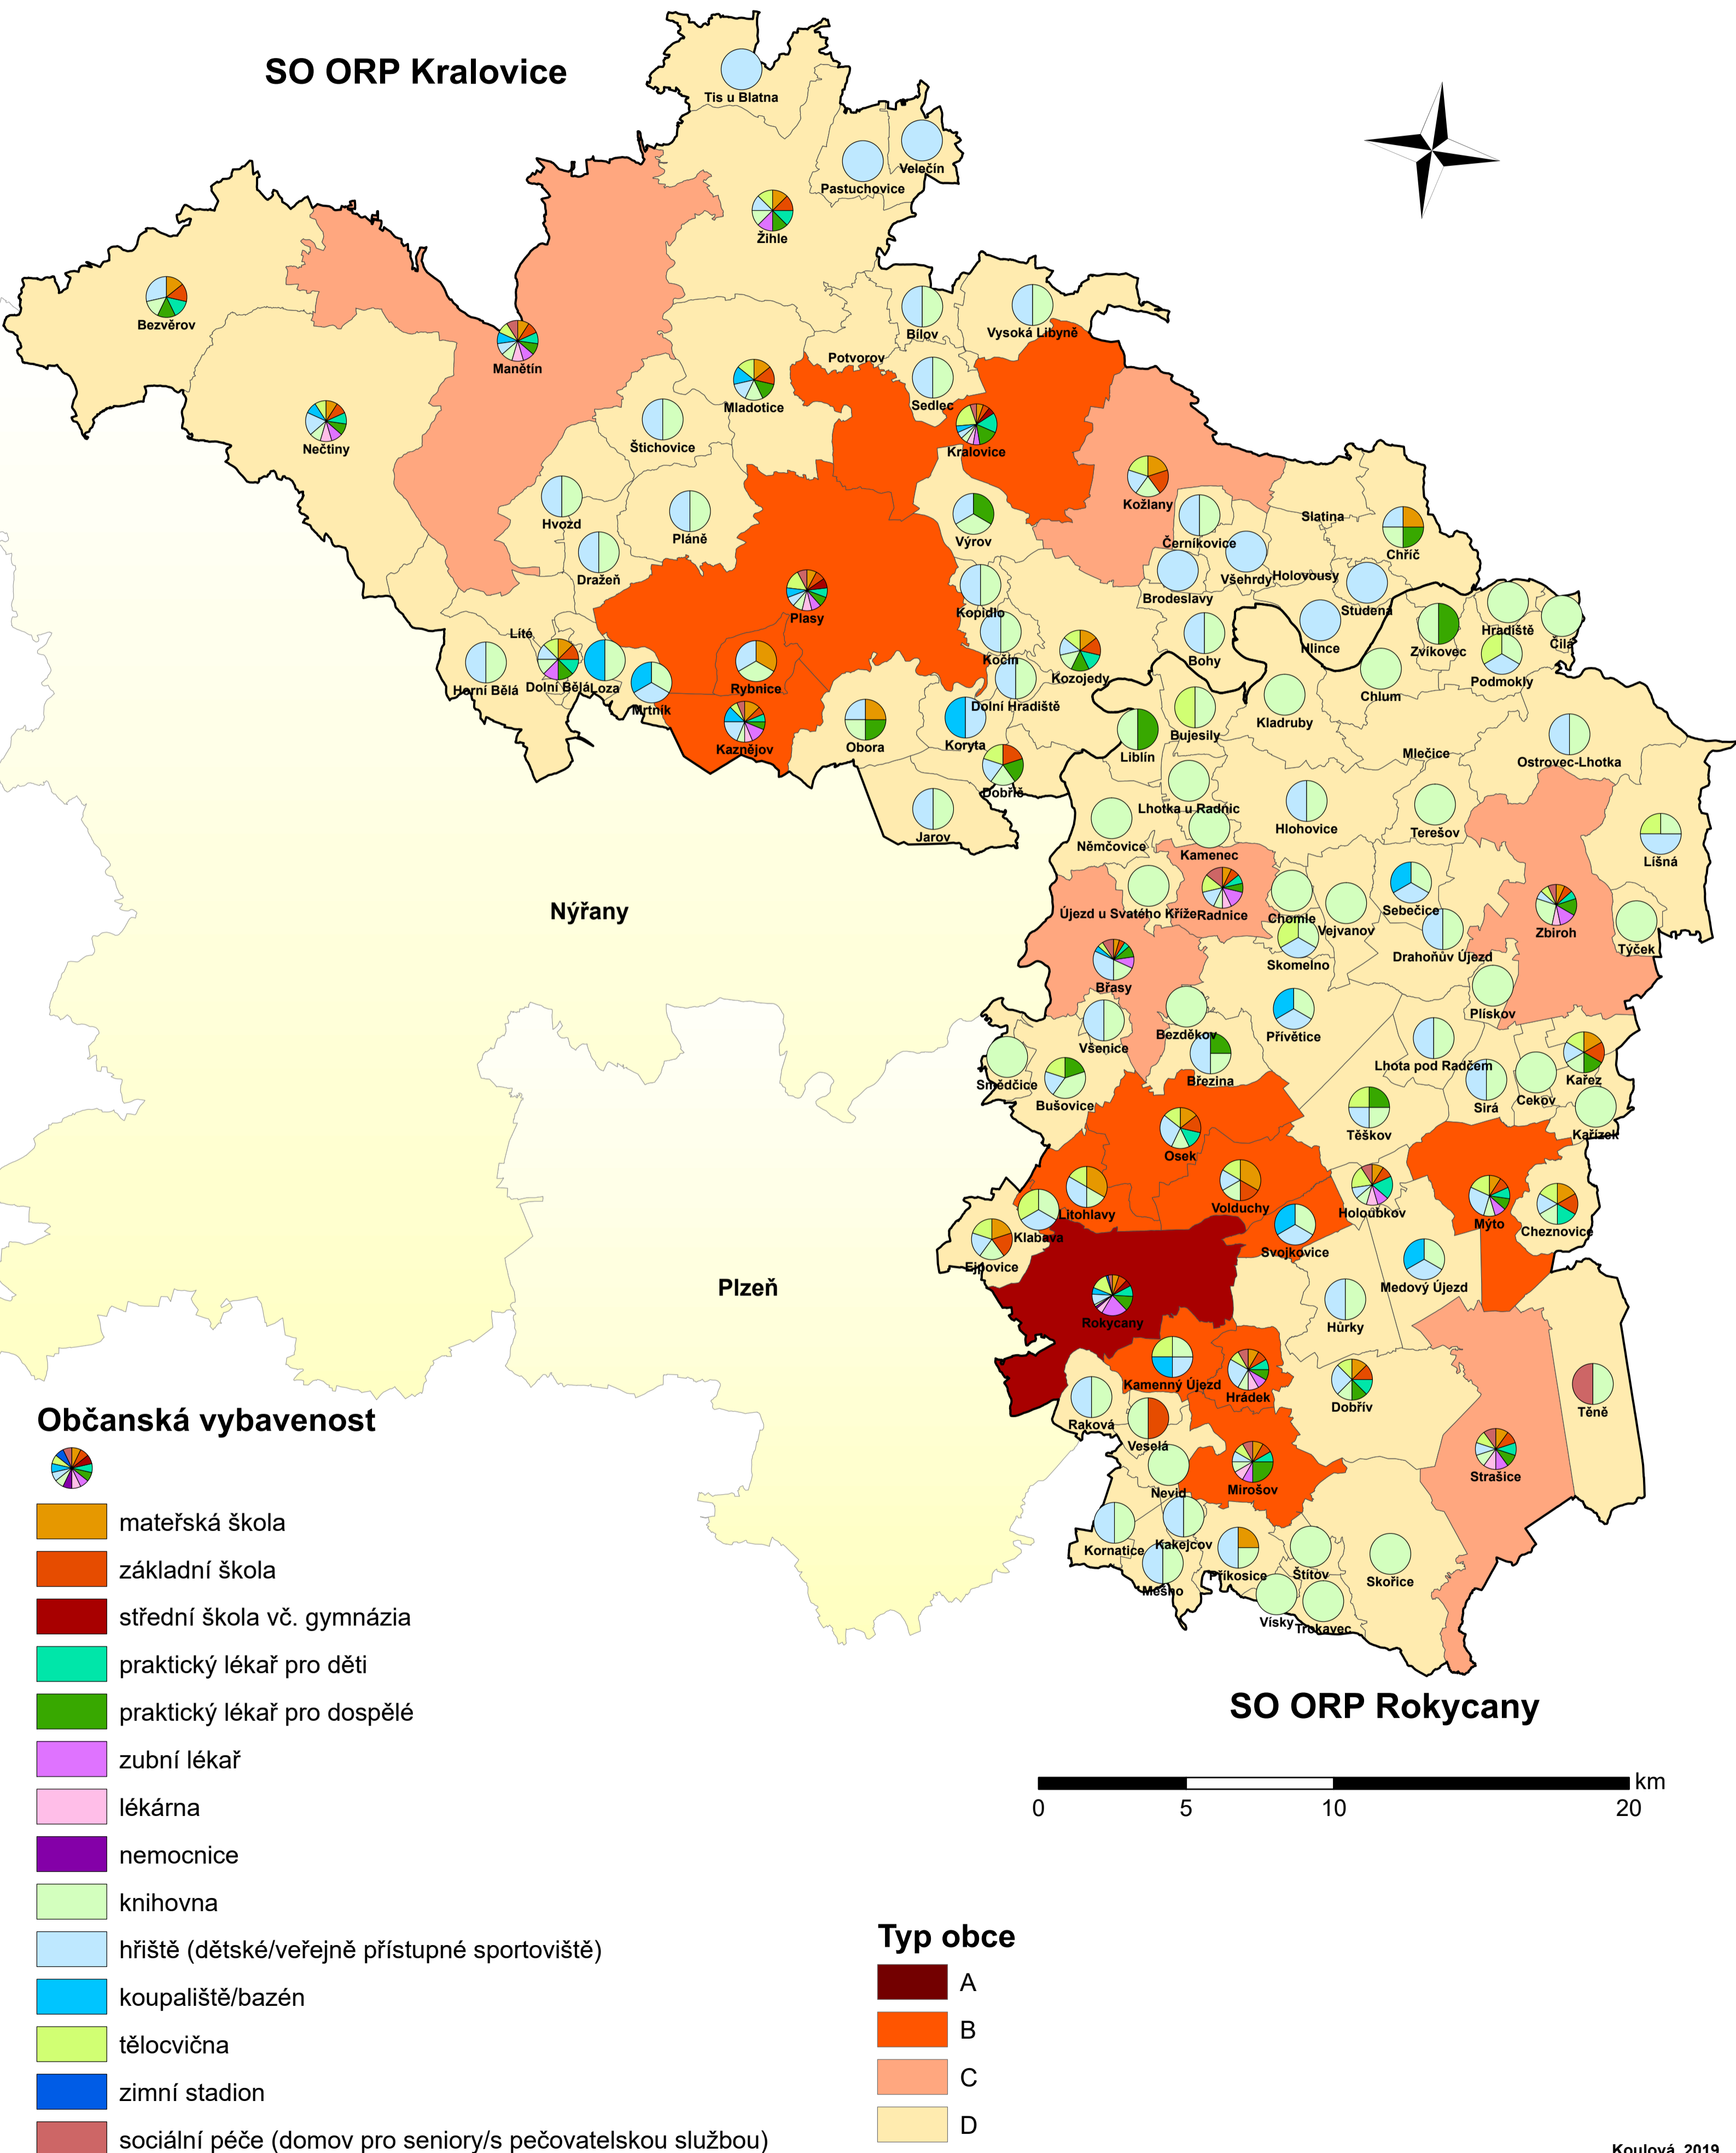 SO ORP Kralovice
Tis u Blatna
Pastuchovice
Velečín
Žihle
Bezvěrov
Manětín
Nečtiny
Bílov
Vysoká Libyně
Potvorov
Mladotice
Sedlec
Štichovice
Kralovice
Kožlany
Hvozd
Pláně
Výrov
Černíkovice
Slatina
Chříč
Dražeň
Všehrdy
Holovousy
Brodeslavy
Studená
Plasy
Kopidlo
Hradiště
Čilá
Líté
Kočín
Bohy
Hlince
Zvíkovec
Podmokly
Horní Bělá
Dolní Bělá
Loza
Mrtník
Rybnice
Kozojedy
Dolní Hradiště
Chlum
Kaznějov
Obora
Koryta
Liblín
Bujesily
Kladruby
Mlečice
Ostrovec-Lhotka
Dobříč
Jarov
Lhotka u Radnic
Hlohovice
Terešov
Němčovice
Kamenec
Líšná
Nýřany
Újezd u Svatého Kříže
Radnice
Chomle
Vejvanov
Sebečice
Zbiroh
Týček
Skomelno
Drahoňův Újezd
Břasy
Plískov
Všenice
Bezděkov
Přívětice
Lhota pod Radčem
Smědčice
Bušovice
Březina
Sirá
Cekov
Kařez
Kařízek
Těškov
Osek
Litohlavy
Volduchy
Holoubkov
Mýto
Cheznovice
Klabava
Ejpovice
Svojkovice
Medový Újezd
Plzeň
Rokycany
Hůrky
Kamenný Újezd
Hrádek
Dobřív
Těně
Raková
Veselá
Strašice
Nevid
Mirošov
Kornatice
Kakejcov
Mešno
Příkosice
Štítov
Skořice
Vísky
Trokavec
SO ORP Rokycany
km
0 5 10 20
Občanská vybavenost
mateřská škola
základní škola
střední škola vč. gymnázia
praktický lékař pro děti
praktický lékař pro dospělé
zubní lékař
lékárna
nemocnice
knihovna
hřiště (dětské/veřejně přístupné sportoviště)
koupaliště/bazén
tělocvična
zimní stadion
sociální péče (domov pro seniory/s pečovatelskou službou)
Typ obce
A
B
C
D
Koulová, 2019